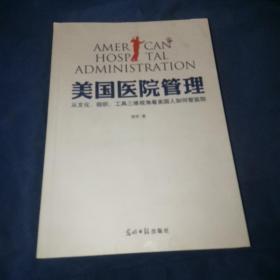 AMERICAN
HOSPITAL
ADMINISTRATION
美国医院管理
从文化、组织、工具三维视角看美国人如何管医院
著
光明日报出版社